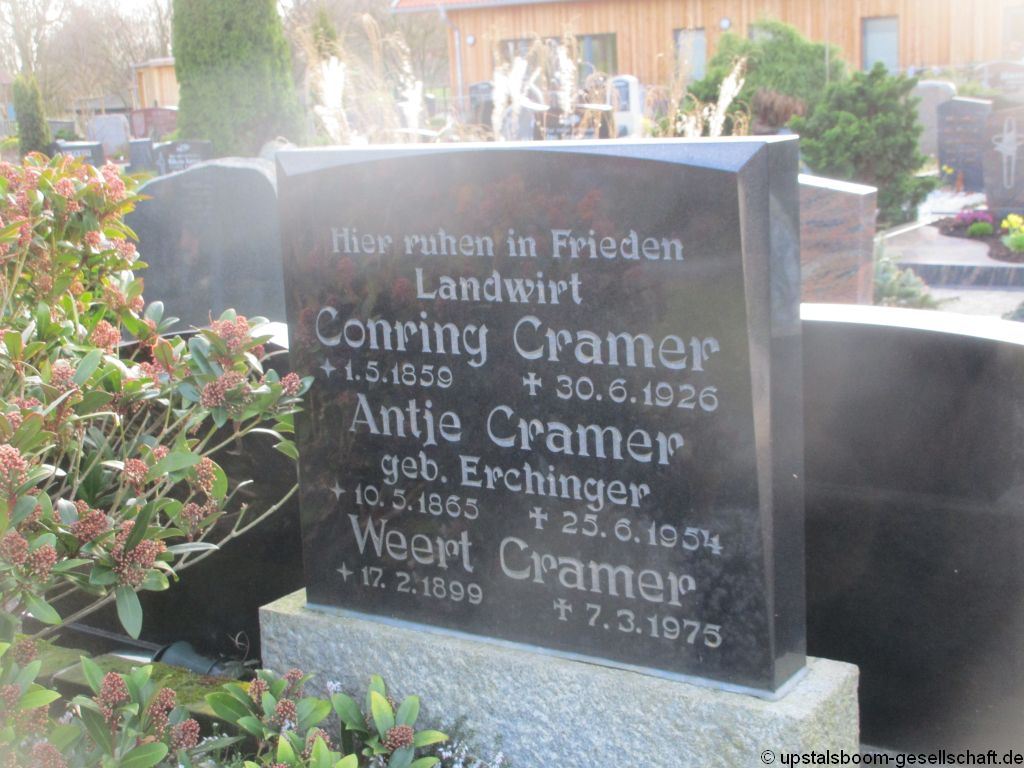 Hier ruhen in Frieden
Landwirt
Conring Cramer
1.5.1859 ✝ 30.6.1926
Antje Cramer
geb. Erchinger
10.5.1865 ✝ 25.6.1954
Weert Cramer
17.2.1899 ✝ 7.3.1975
© upstalsboom-gesellschaft.de